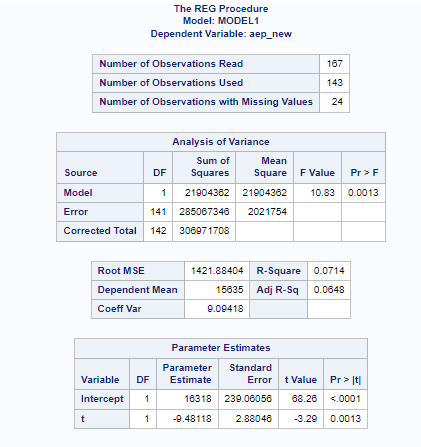 The REG Procedure
Model: MODEL1
Dependent Variable: aep_new
Number of Observations Read 167
Number of Observations Used 143
Number of Observations with Missing Values 24
Analysis of Variance
Source DF Sum of Squares Mean Square F Value Pr > F
Model 1 21904362 21904362 10.83 0.0013
Error 141 285067346 2021754
Corrected Total 142 306971708
Root MSE 1421.88404 R-Square 0.0714
Dependent Mean 15635 Adj R-Sq 0.0648
Coeff Var 9.09418
Parameter Estimates
Variable DF Parameter Estimate Standard Error t Value Pr > |t|
Intercept 1 16318 239.06056 68.26 <.0001
t 1 -9.48118 2.88046 -3.29 0.0013